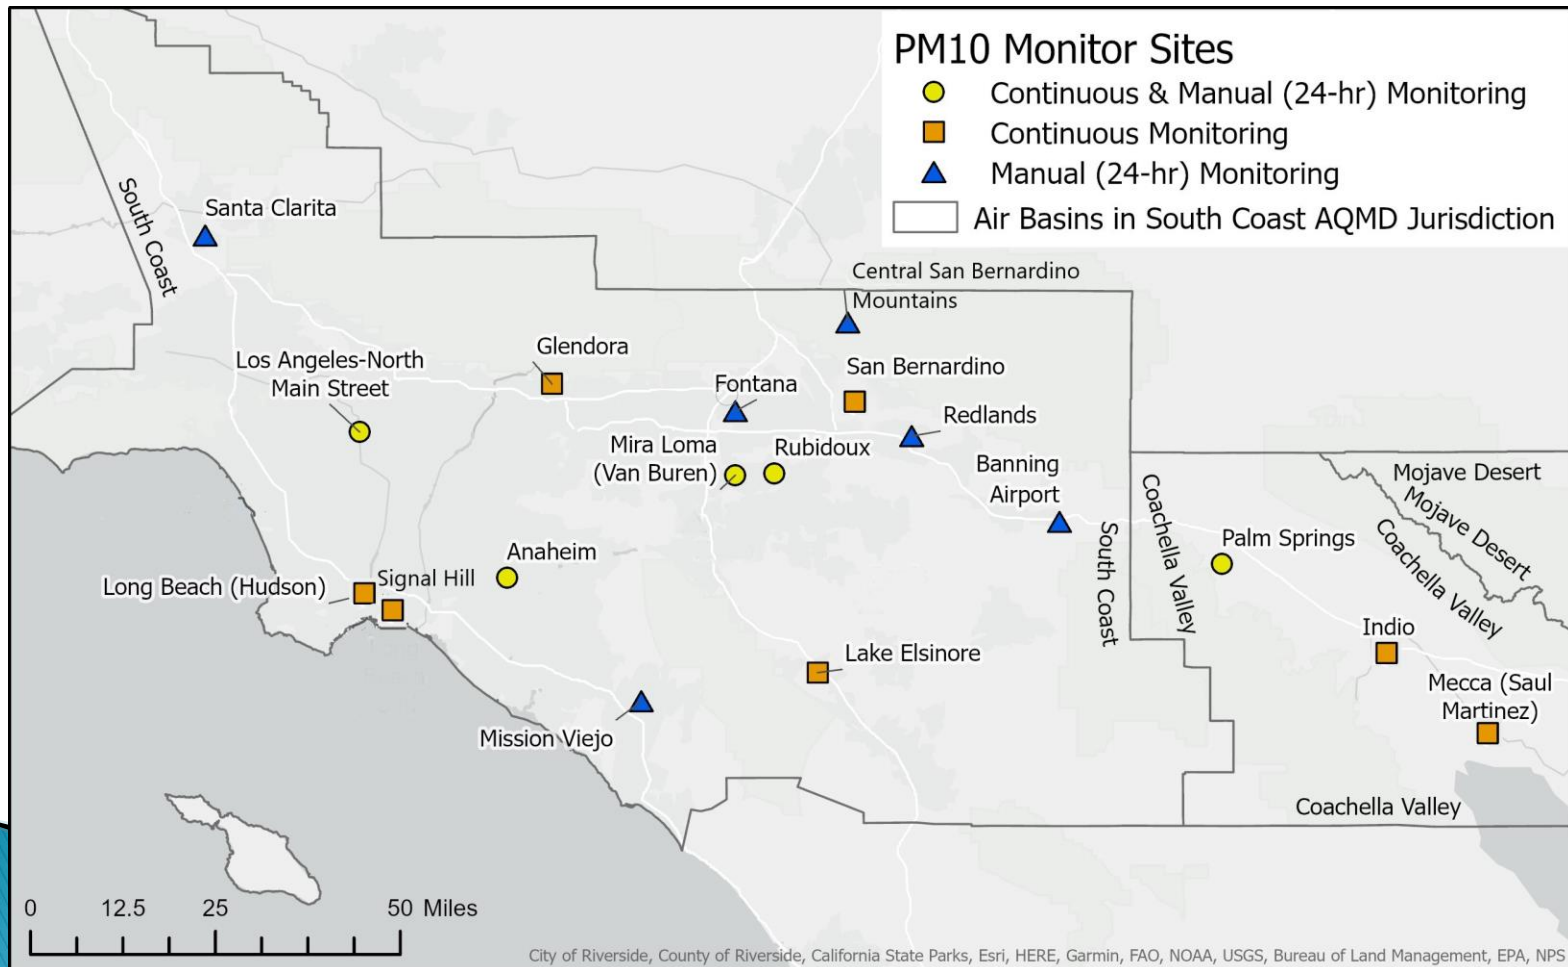 PM10 Monitor Sites
Continuous & Manual (24-hr) Monitoring
Continuous Monitoring
Manual (24-hr) Monitoring
Air Basins in South Coast AQMD Jurisdiction
South Coast
Santa Clarita
Central San Bernardino
Mountains
Los Angeles-North
Main Street
Glendora
San Bernardino
Fontana
Redlands
Mira Loma
(Van Buren)
Rubidoux
Banning
Airport
South Coast
Coachella Valley
Mojave Desert
Mojave Desert
Coachella Valley
Palm Springs
Anaheim
Long Beach (Hudson)
Signal Hill
Indio
Lake Elsinore
Mecca (Saul
Martinez)
Mission Viejo
Coachella Valley
0 12.5 25 50 Miles
City of Riverside, County of Riverside, California State Parks, Esri, HERE, Garmin, FAO, NOAA, USGS, Bureau of Land Management, EPA, NPS